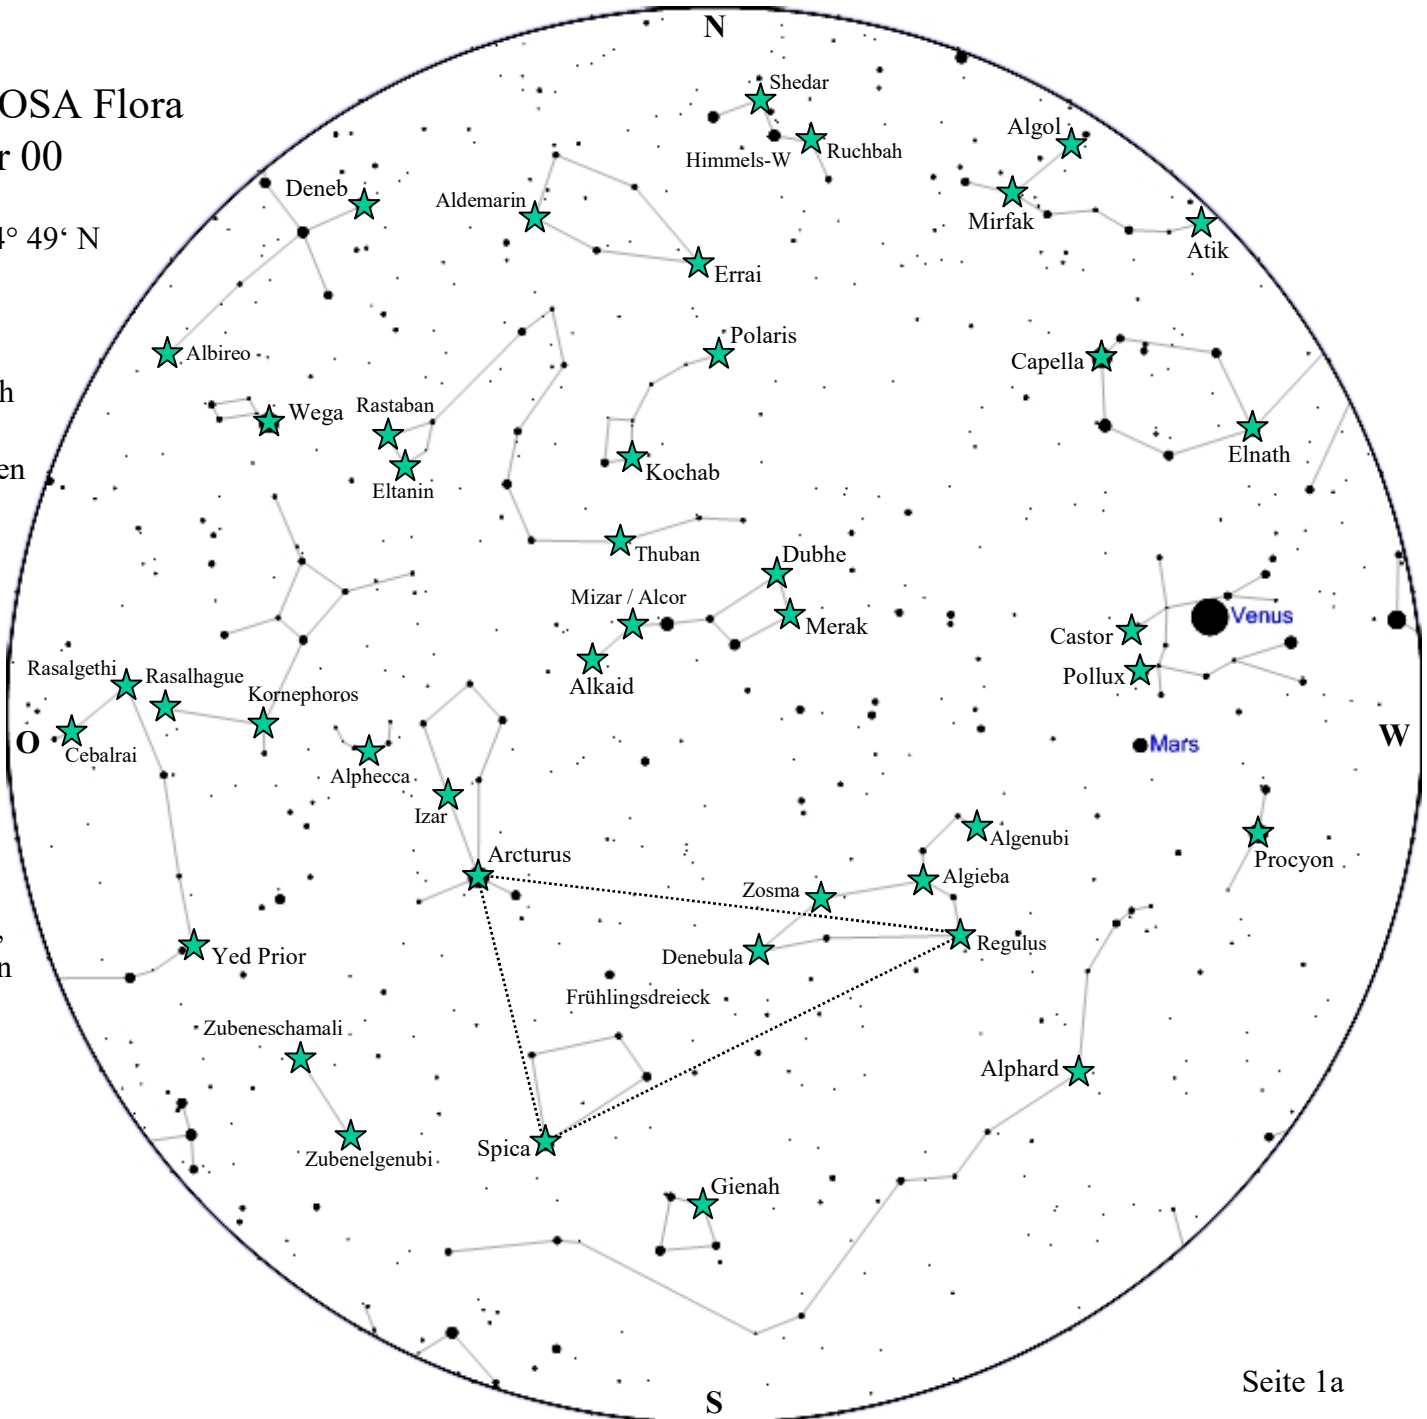 N
OSA Flora
r 00
4° 49‘ N
h
en
,
n
Shedar
Himmels-W
Ruchbah
Algol
Mirfak
Atik
Deneb
Aldemarin
Errai
Albireo
Polaris
Capella
Wega
Rastaban
Eltanin
Kochab
Elnath
Thuban
Dubhe
Mizar / Alcor
Merak
Alkaid
Castor
Venus
Pollux
Rasalgethi
Rasalhague
Kornephoros
O
Cebalrai
Alphecca
Mars
W
Izar
Algenubi
Procyon
Arcturus
Zosma
Algieba
Yed Prior
Denebula
Regulus
Frühlingsdreieck
Zubeneschamali
Alphard
Zubenelgenubi
Spica
Gienah
S
Seite 1a